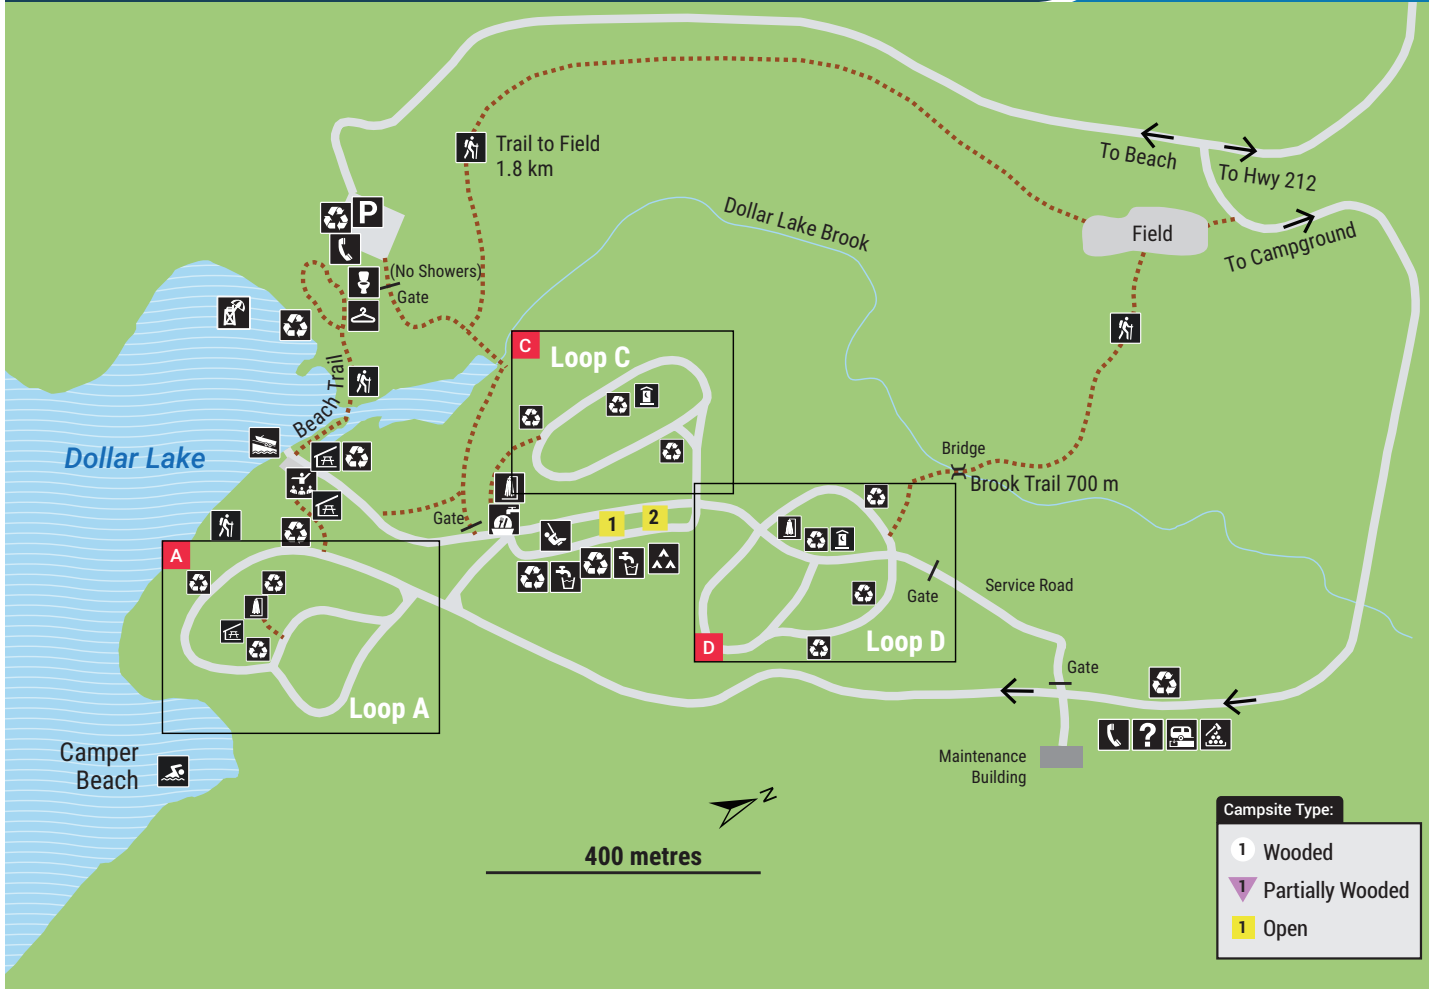 Trail to Field
1.8 km
To Beach
To Hwy 212
P
Dollar Lake Brook
Field
To Campground
(No Showers)
Gate
C
Loop C
Beach Trail
Dollar Lake
Bridge
Brook Trail 700 m
Gate
1
2
A
Gate
Service Road
D
Loop D
Gate
Loop A
?
Camper
Beach
Maintenance
Building
N
400 metres
Campsite Type:
1 Wooded
1 Partially Wooded
1 Open